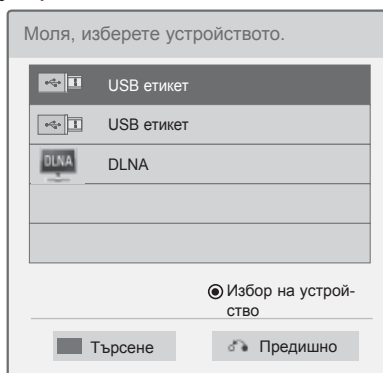 Моля, изберете устройството.
USB етикет
USB етикет
DLNA
DLNA
Избор на устрой-
ство
Търсене
Предишно